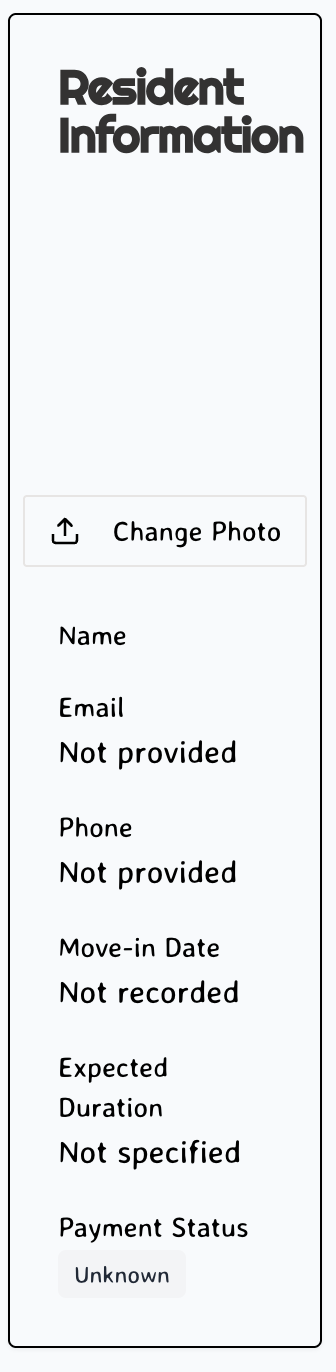 Resident
Information
Change Photo
Name
Email
Not provided
Phone
Not provided
Move-in Date
Not recorded
Expected
Duration
Not specified
Payment Status
Unknown